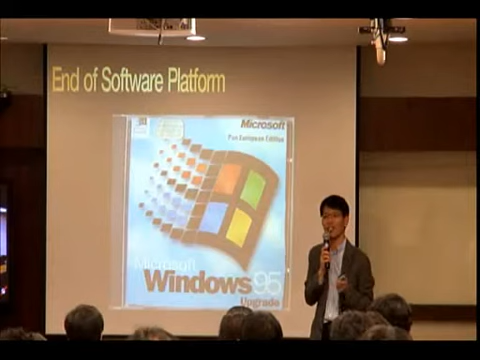 End of Software Platform
Microsoft
Pan European Edition
Microsoft
Windows 95
Upgrade